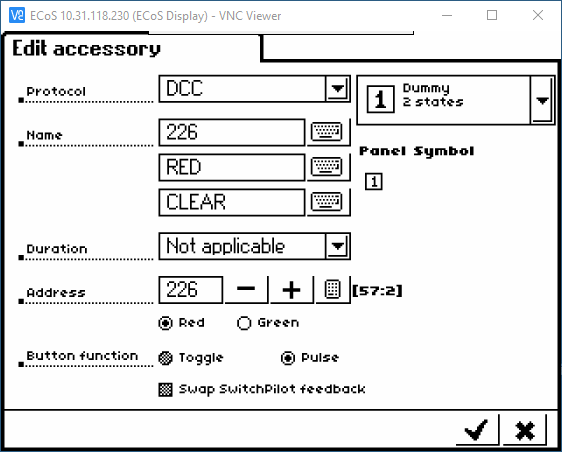 ECoS 10.31.118.230 (ECoS Display) - VNC Viewer
Edit accessory
Protocol DCC
1 Dummy
2 states
Name 226
RED
CLEAR
Panel Symbol
1
Duration Not applicable
Address 226 − + [57:2]
Red Green
Button function Toggle Pulse
Swap SwitchPilot feedback